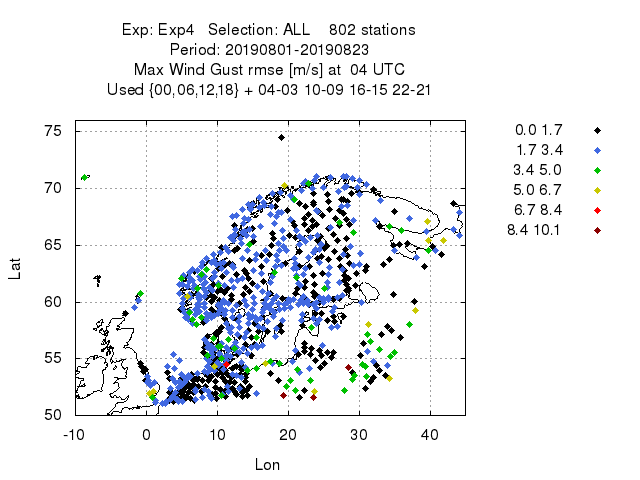 Exp: Exp4 Selection: ALL 802 stations
Period: 20190801-20190823
Max Wind Gust rmse [m/s] at 04 UTC
Used {00,06,12,18} + 04-03 10-09 16-15 22-21
75
70
65
60
55
50
-10 0 10 20 30 40
Lat
Lon
0.0 1.7
1.7 3.4
3.4 5.0
5.0 6.7
6.7 8.4
8.4 10.1